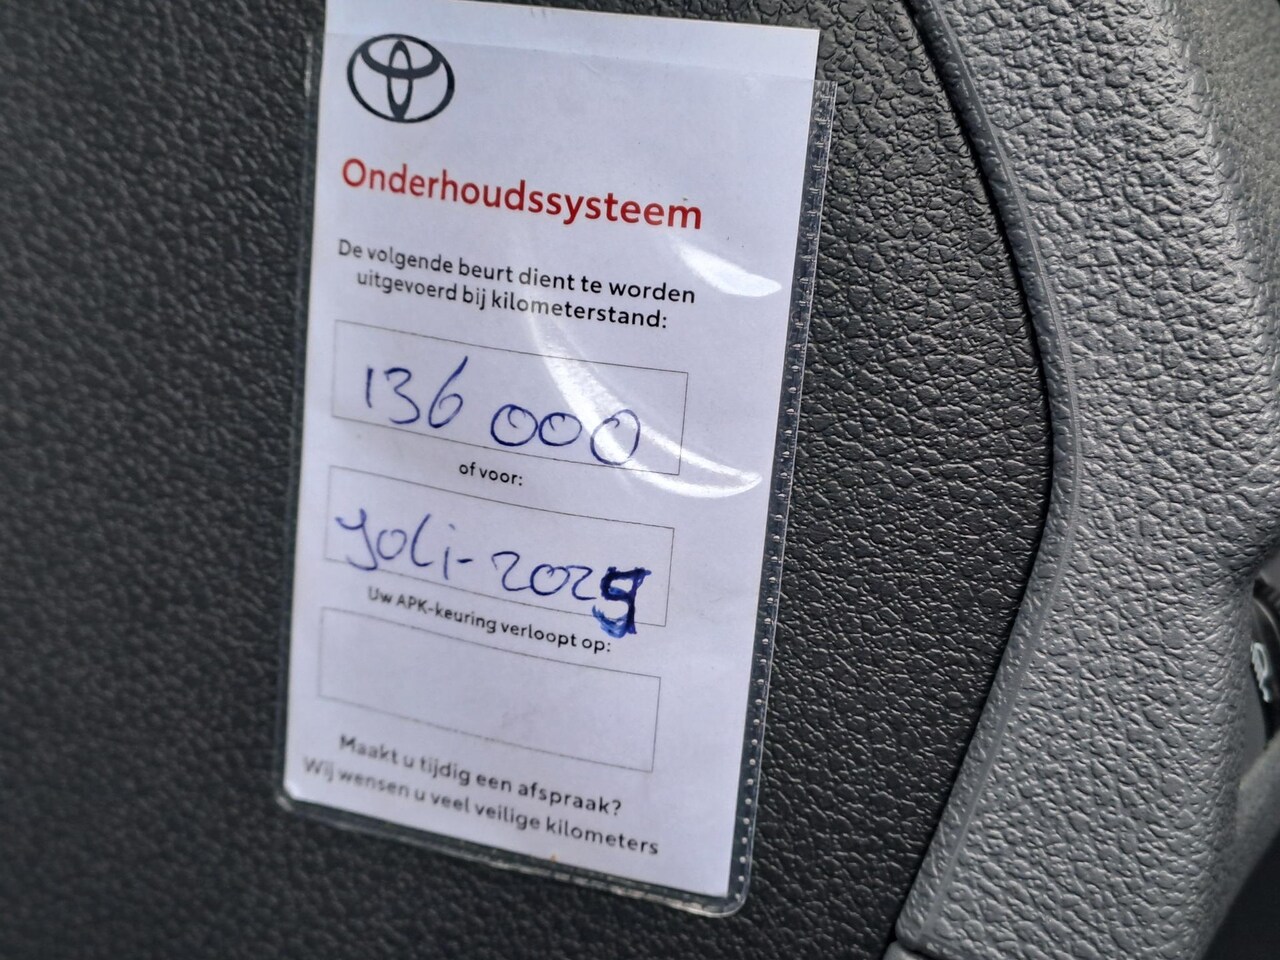 Onderhoudssysteem
De volgende beurt dient te worden
uitgevoerd bij kilometerstand:
136 000
of voor:
Joli-2025
Uw APK-keuring verloopt op:
Maakt u tijdig een afspraak?
Wij wensen u veel veilige kilometers